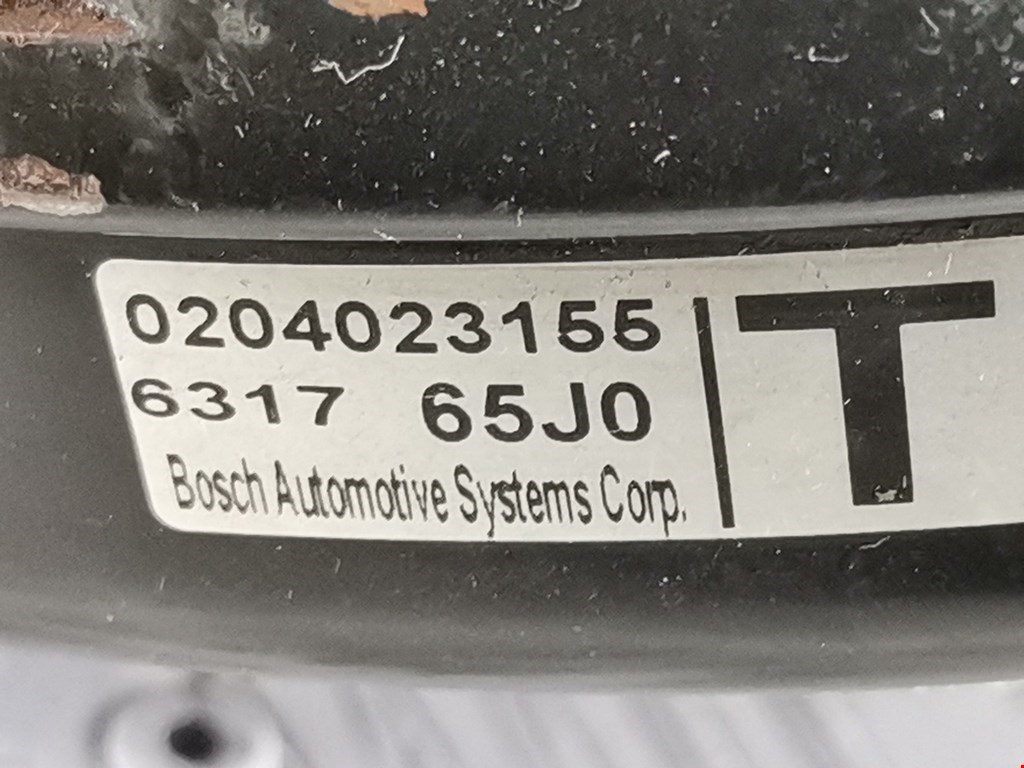 0204023155
6317 65J0
Bosch Automotive Systems Corp.
T